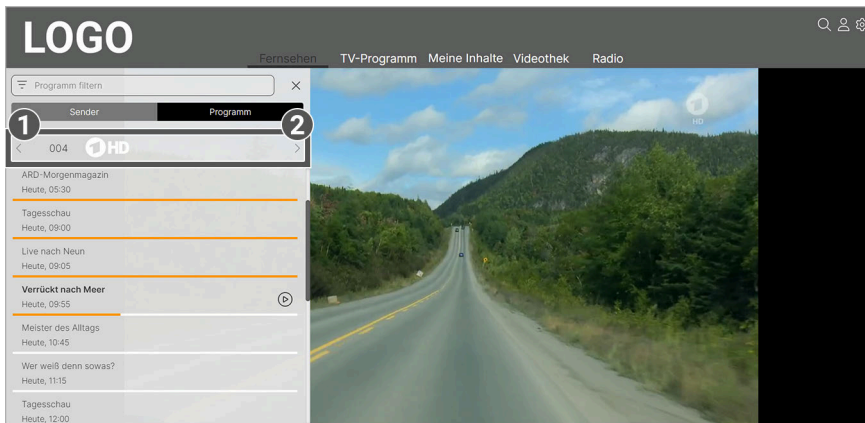 LOGO
Fernsehen TV-Programm Meine Inhalte Videothek Radio
Programm filtern
Sender Programm
1 2
004 1 HD
HD
ARD-Morgenmagazin
Heute, 05:30
Tagesschau
Heute, 09:00
Live nach Neun
Heute, 09:05
Verrückt nach Meer
Heute, 09:55
Meister des Alltags
Heute, 10:45
Wer weiß denn sowas?
Heute, 11:15
Tagesschau
Heute, 12:00